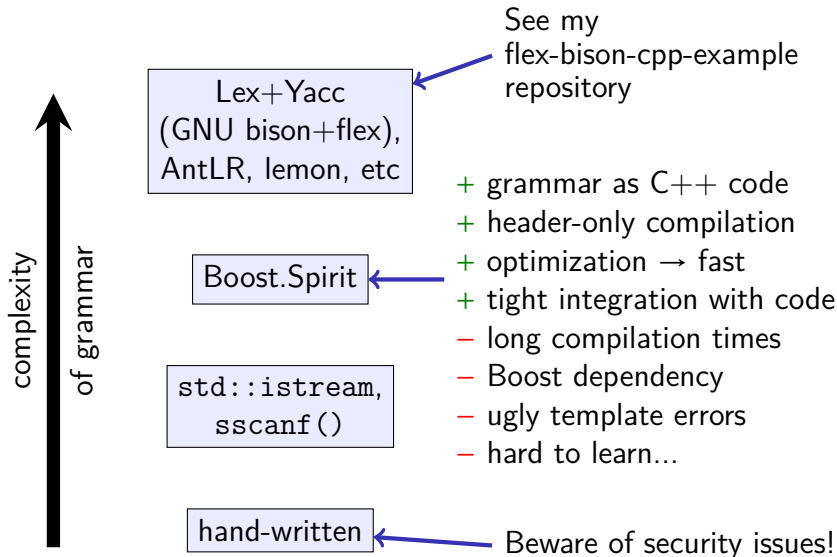 See my
flex-bison-cpp-example
repository
Lex+Yacc
(GNU bison+flex),
AntLR, lemon, etc
complexity
of grammar
Boost.Spirit
+ grammar as C++ code
+ header-only compilation
+ optimization → fast
+ tight integration with code
− long compilation times
− Boost dependency
− ugly template errors
− hard to learn...
std::istream,
sscanf()
hand-written
Beware of security issues!